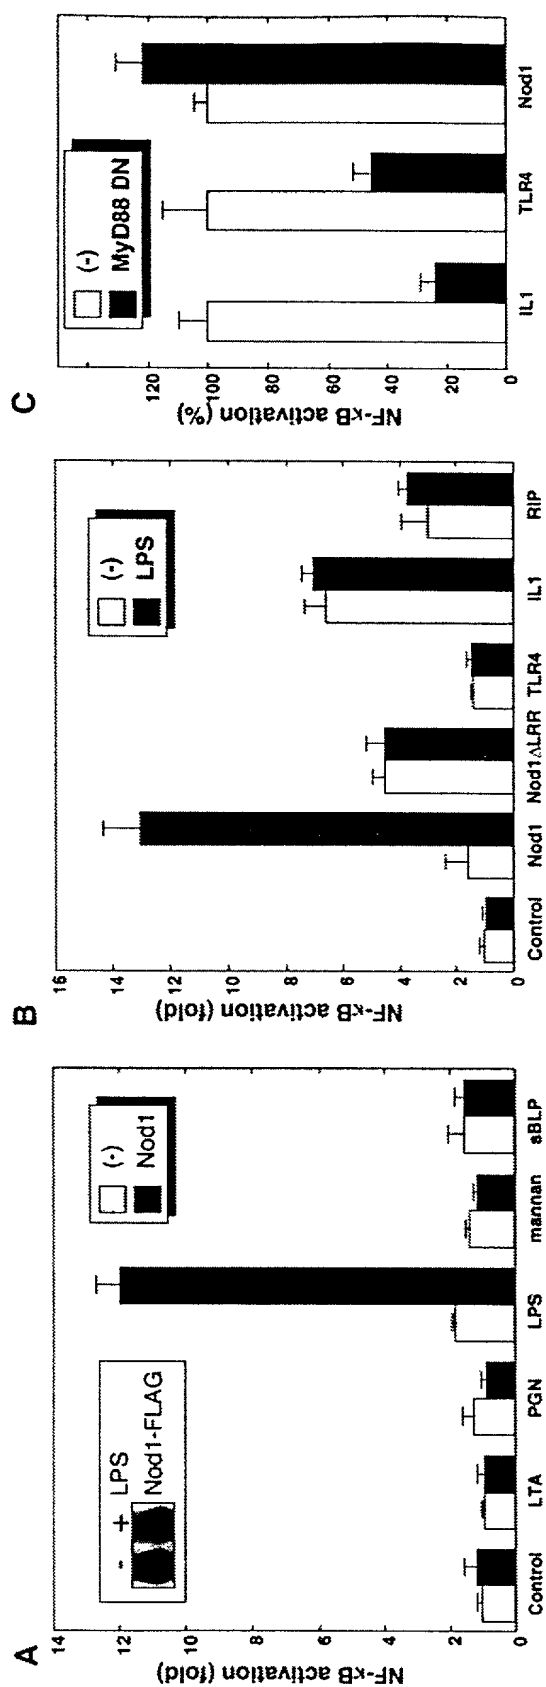 A
NF-κB activation (fold)
14
12
10
8
6
4
2
0
- + LPS
Nod1-FLAG
(-)
Nod1
Control
LTA
PGN
LPS
mannan
sBLP
B
NF-κB activation (fold)
16
14
12
10
8
6
4
2
0
(-)
LPS
Control
Nod1
Nod1ΔLRR
TLR4
IL1
RIP
C
NF-κB activation (%)
120
100
80
60
40
20
0
(-)
MyD88 DN
IL1
TLR4
Nod1